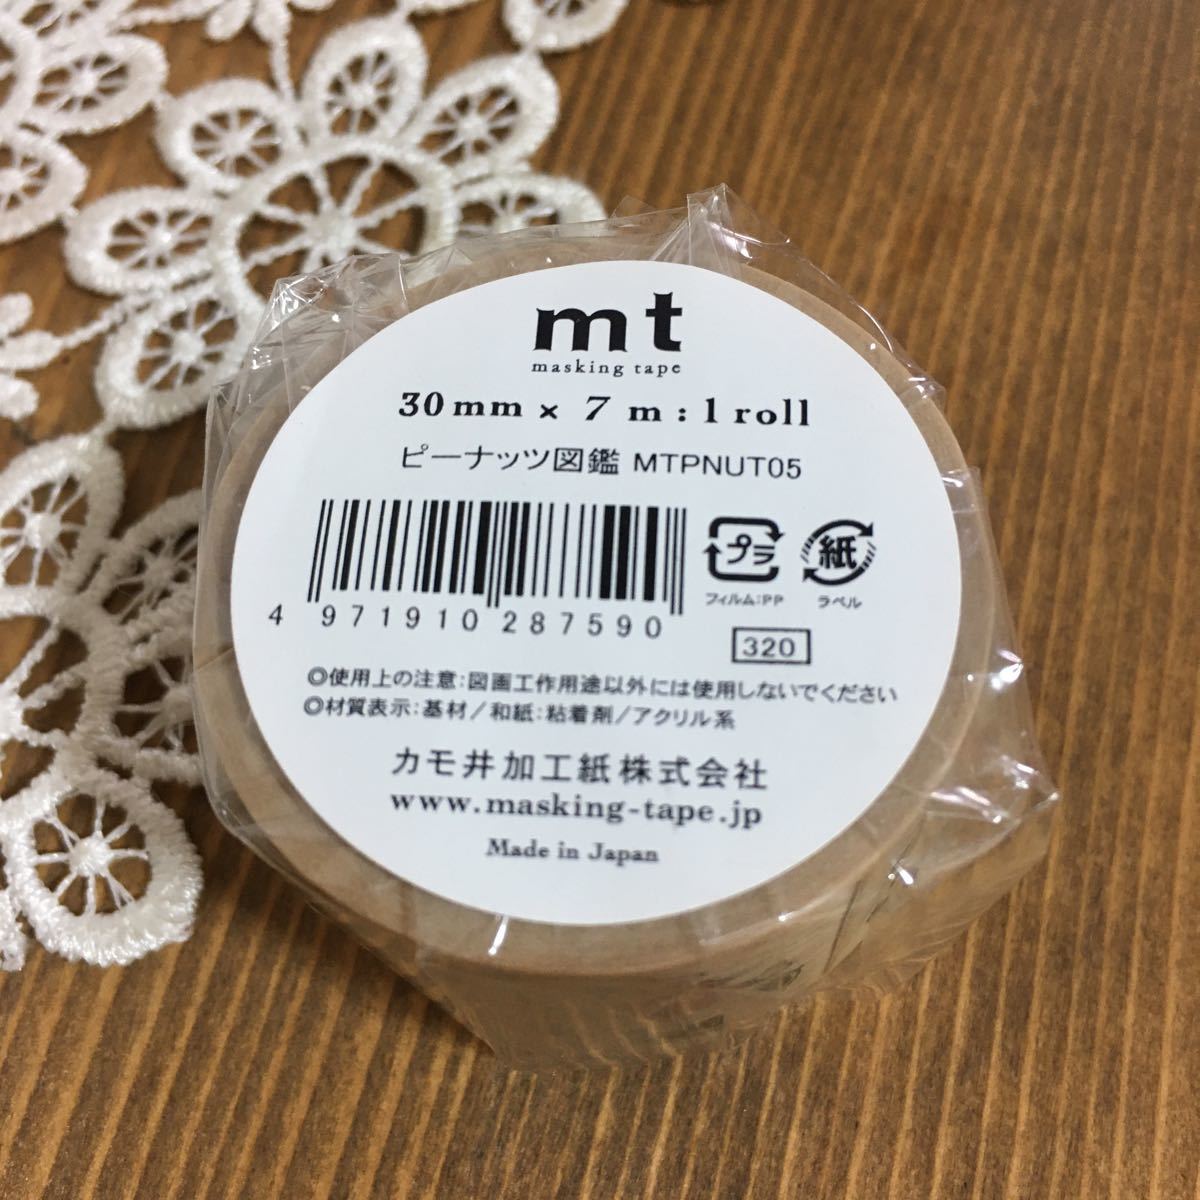 mt
masking tape
30mm × 7 m : 1 roll
ピーナッツ図鑑 MTPNUT05
プラ
紙
フィルム:PP
ラベル
4 971910 287590
320
◎使用上の注意:図画工作用途以外には使用しないでください
◎材質表示:基材/和紙:粘着剤/アクリル系
カモ井加工紙株式会社
www.masking-tape.jp
Made in Japan